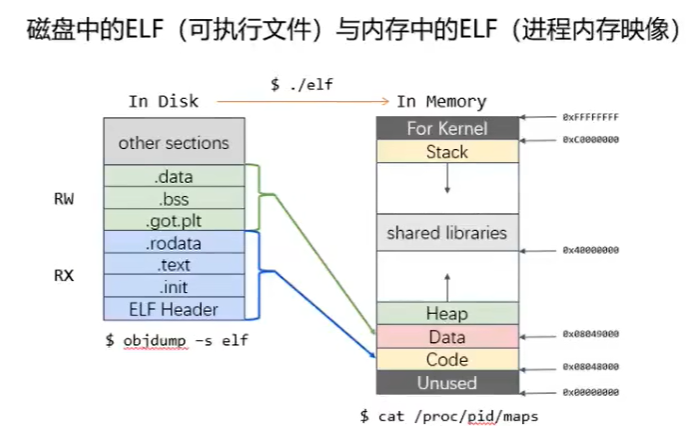 磁盘中的ELF（可执行文件）与内存中的ELF（进程内存映像）
$ ./elf
In Disk
In Memory
other sections
.data
.bss
.got.plt
.rodata
.text
.init
ELF Header
RW
RX
$ objdump -s elf
For Kernel
Stack
shared libraries
Heap
Data
Code
Unused
0xFFFFFFFF
0xC0000000
0x40000000
0x08049000
0x08048000
0x00000000
$ cat /proc/pid/maps